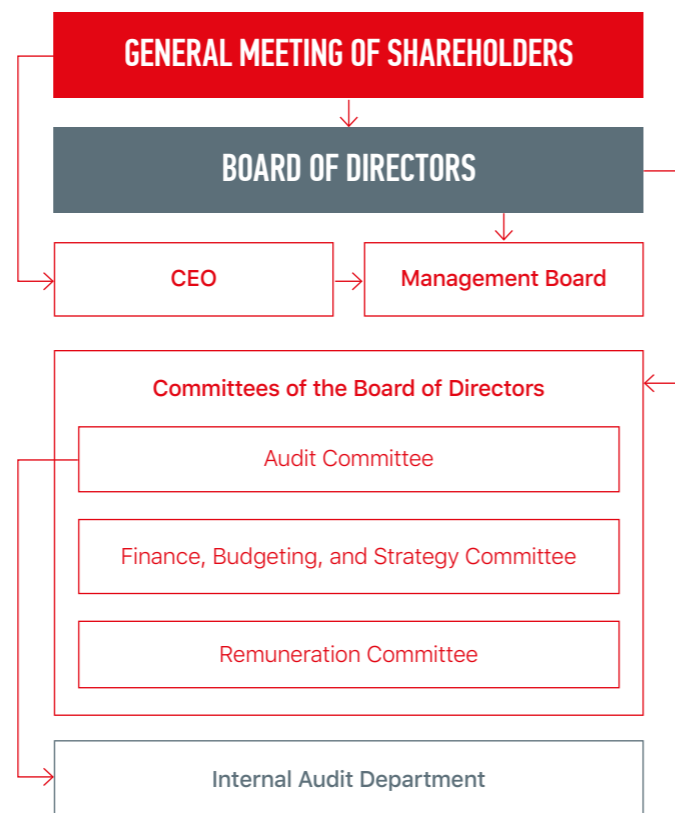 GENERAL MEETING OF SHAREHOLDERS
BOARD OF DIRECTORS
CEO
Management Board
Committees of the Board of Directors
Audit Committee
Finance, Budgeting, and Strategy Committee
Remuneration Committee
Internal Audit Department